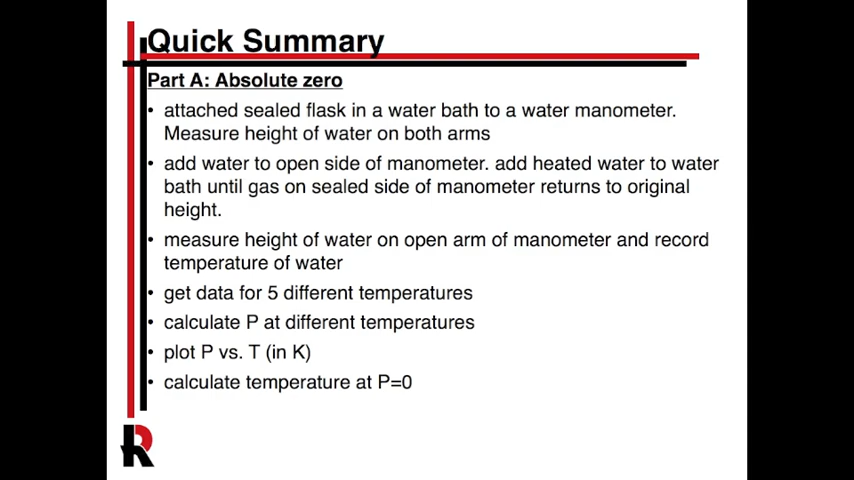 Quick Summary
Part A: Absolute zero
• attached sealed flask in a water bath to a water manometer.
Measure height of water on both arms
• add water to open side of manometer. add heated water to water
bath until gas on sealed side of manometer returns to original
height.
• measure height of water on open arm of manometer and record
temperature of water
• get data for 5 different temperatures
• calculate P at different temperatures
• plot P vs. T (in K)
• calculate temperature at P=0